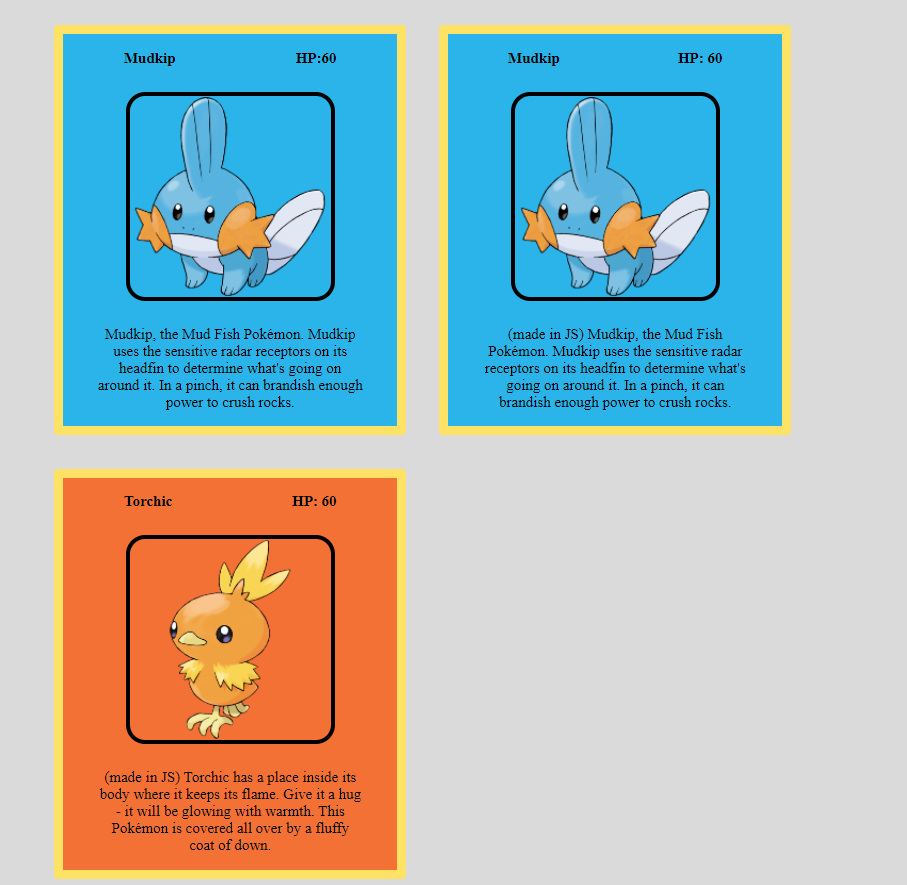 Mudkip HP:60
Mudkip, the Mud Fish Pokémon. Mudkip
uses the sensitive radar receptors on its
headfin to determine what's going on
around it. In a pinch, it can brandish enough
power to crush rocks.
Mudkip HP: 60
(made in JS) Mudkip, the Mud Fish
Pokémon. Mudkip uses the sensitive radar
receptors on its headfin to determine what's
going on around it. In a pinch, it can
brandish enough power to crush rocks.
Torchic HP: 60
(made in JS) Torchic has a place inside its
body where it keeps its flame. Give it a hug
- it will be glowing with warmth. This
Pokémon is covered all over by a fluffy
coat of down.